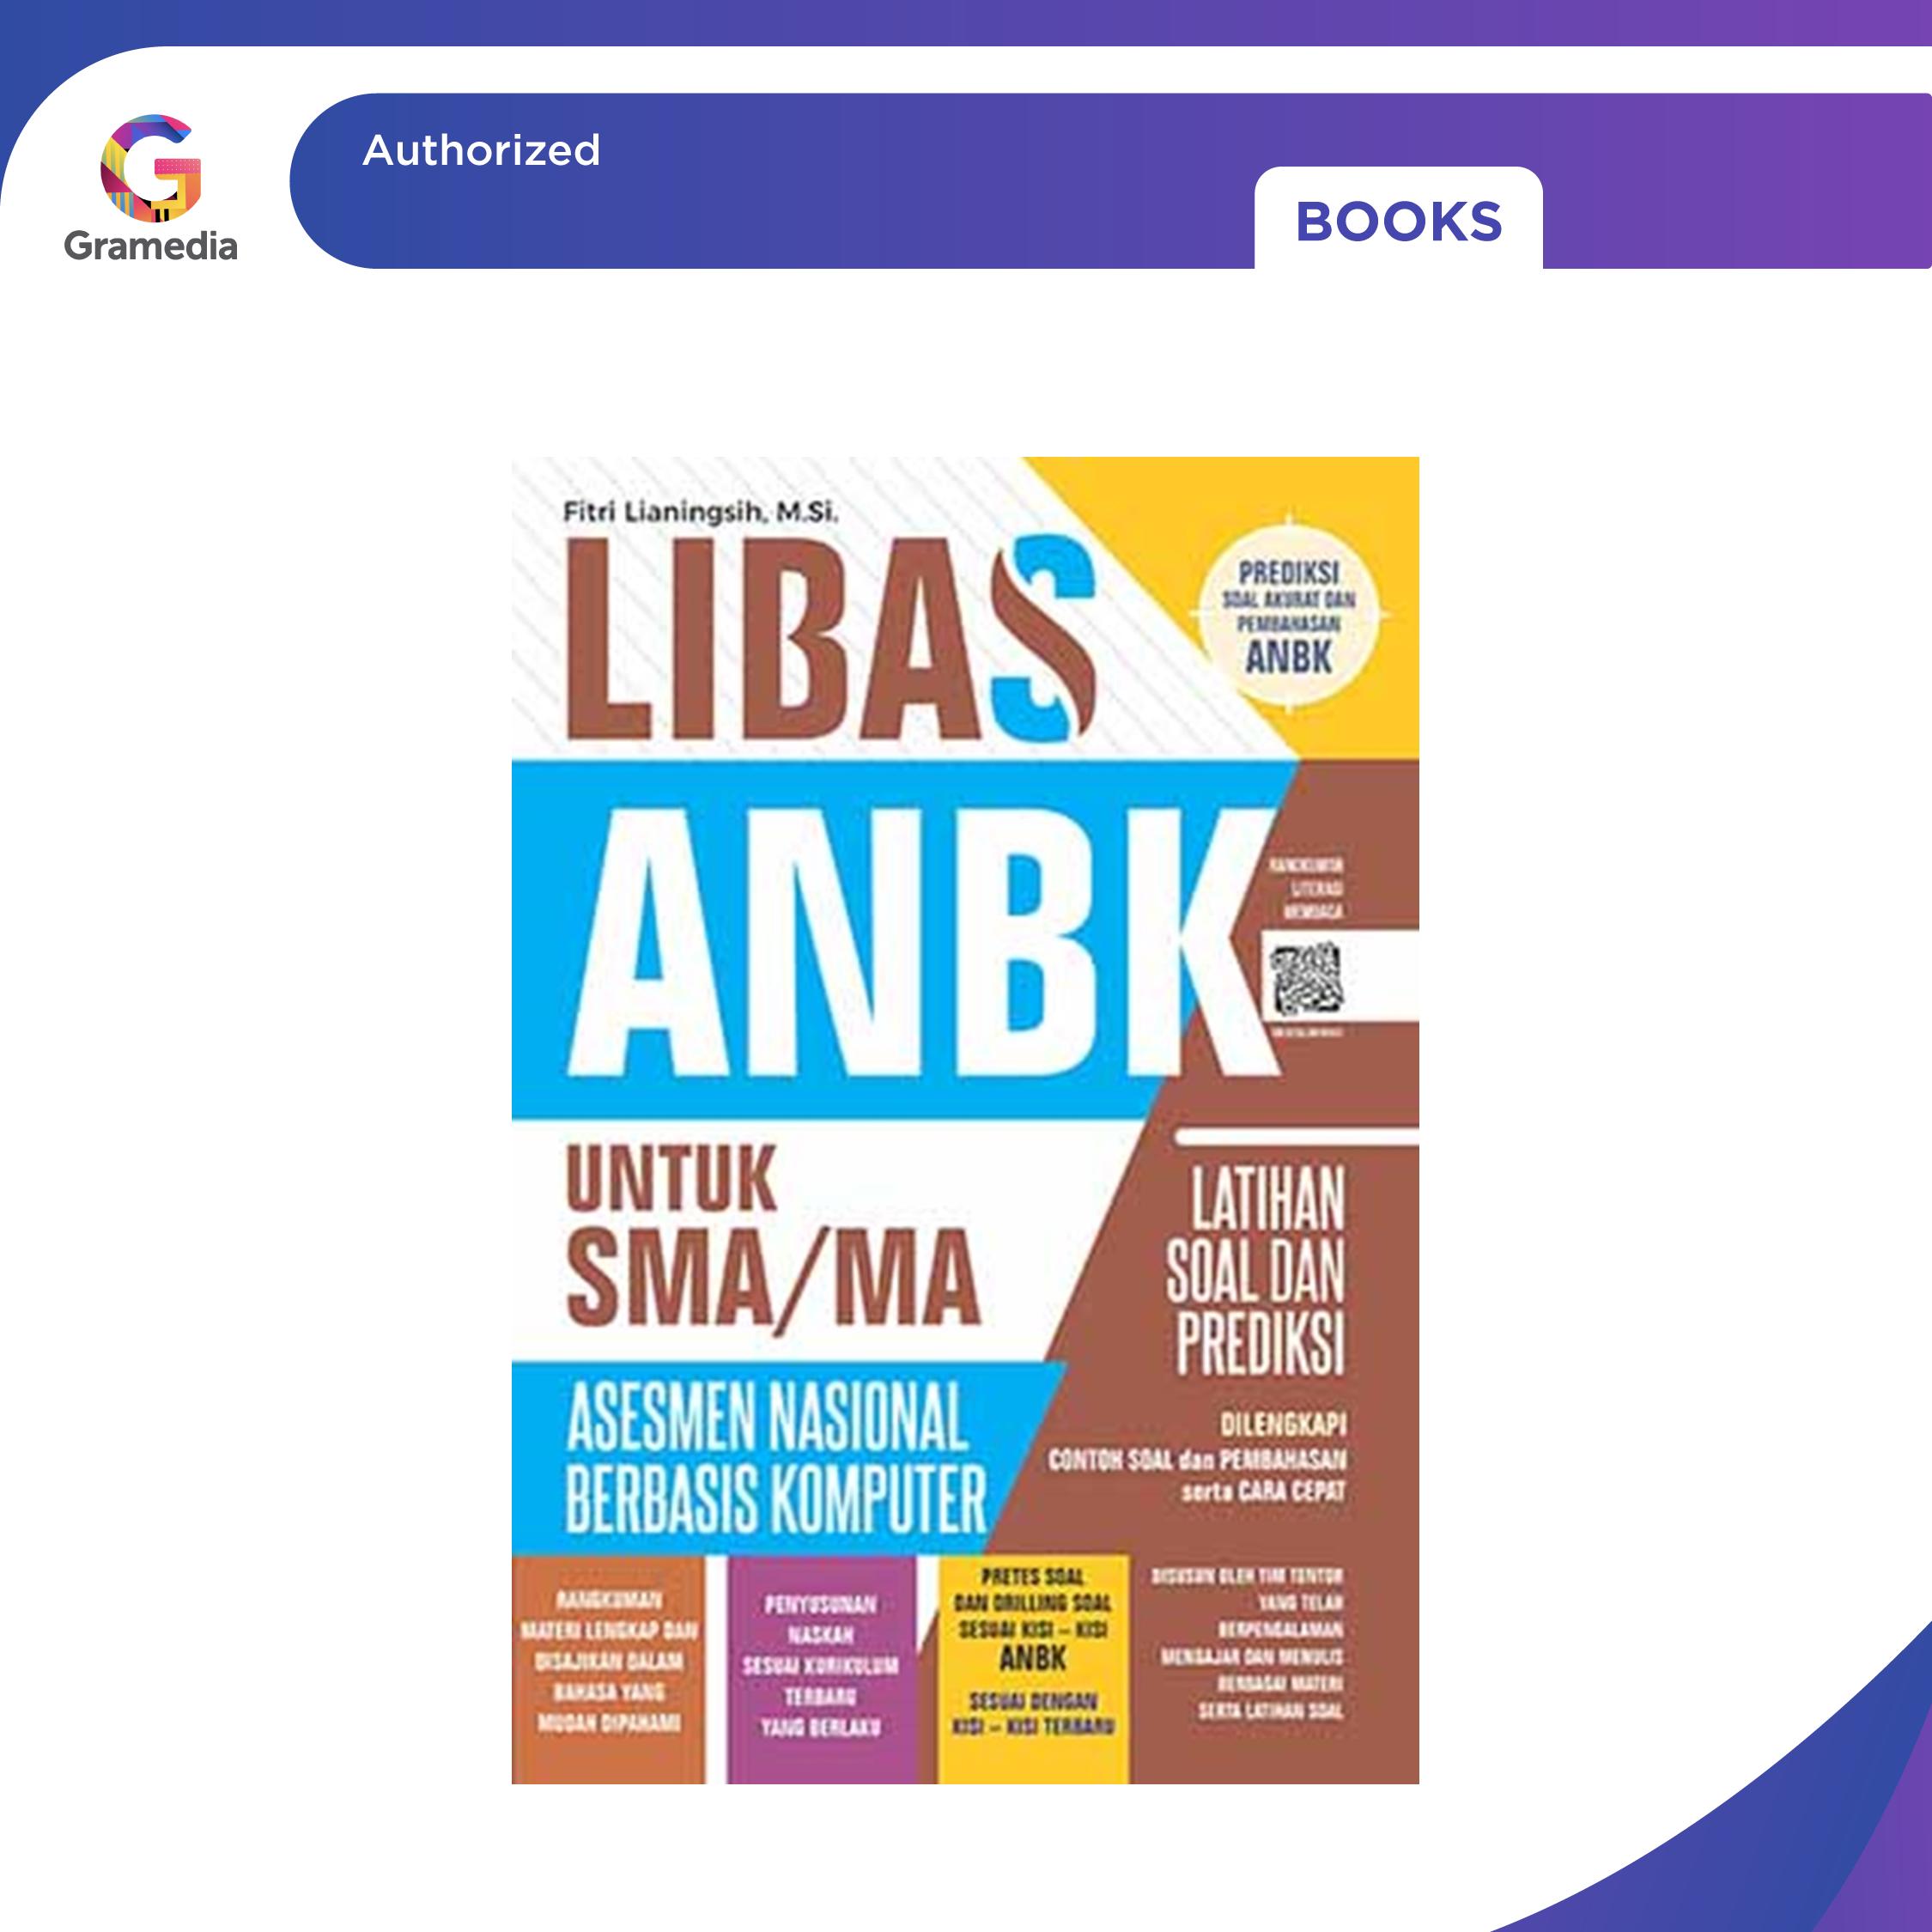 Gramedia
Authorized
BOOKS
Fitri Lianingsih, M.Si.
LIBAS
PREDIKSI
SOAL AKURAT DAN
PEMBAHASAN
ANBK
ANBK
RANGKUMAN
LITERASI
MEMBACA
UNTUK
SMA/MA
LATIHAN
SOAL DAN
PREDIKSI
ASESMEN NASIONAL
BERBASIS KOMPUTER
DILENGKAPI
CONTOH SOAL dan PEMBAHASAN
serta CARA CEPAT
RANGKUMAN
MATERI LENGKAP DAN
DISAJIKAN DALAM
BAHASA YANG
MUDAH DIPAHAMI
PENYUSUNAN
NASKAH
SESUAI KURIKULUM
TERBARU
YANG BERLAKU
PRETES SOAL
DAN DRILLING SOAL
SESUAI KISI – KISI
ANBK
SESUAI DENGAN
KISI – KISI TERBARU
DISUSUN OLEH TIM TENTOR
YANG TELAH
BERPENGALAMAN
MENGAJAR DAN MENULIS
BERBAGAI MATERI
SERTA LATIHAN SOAL